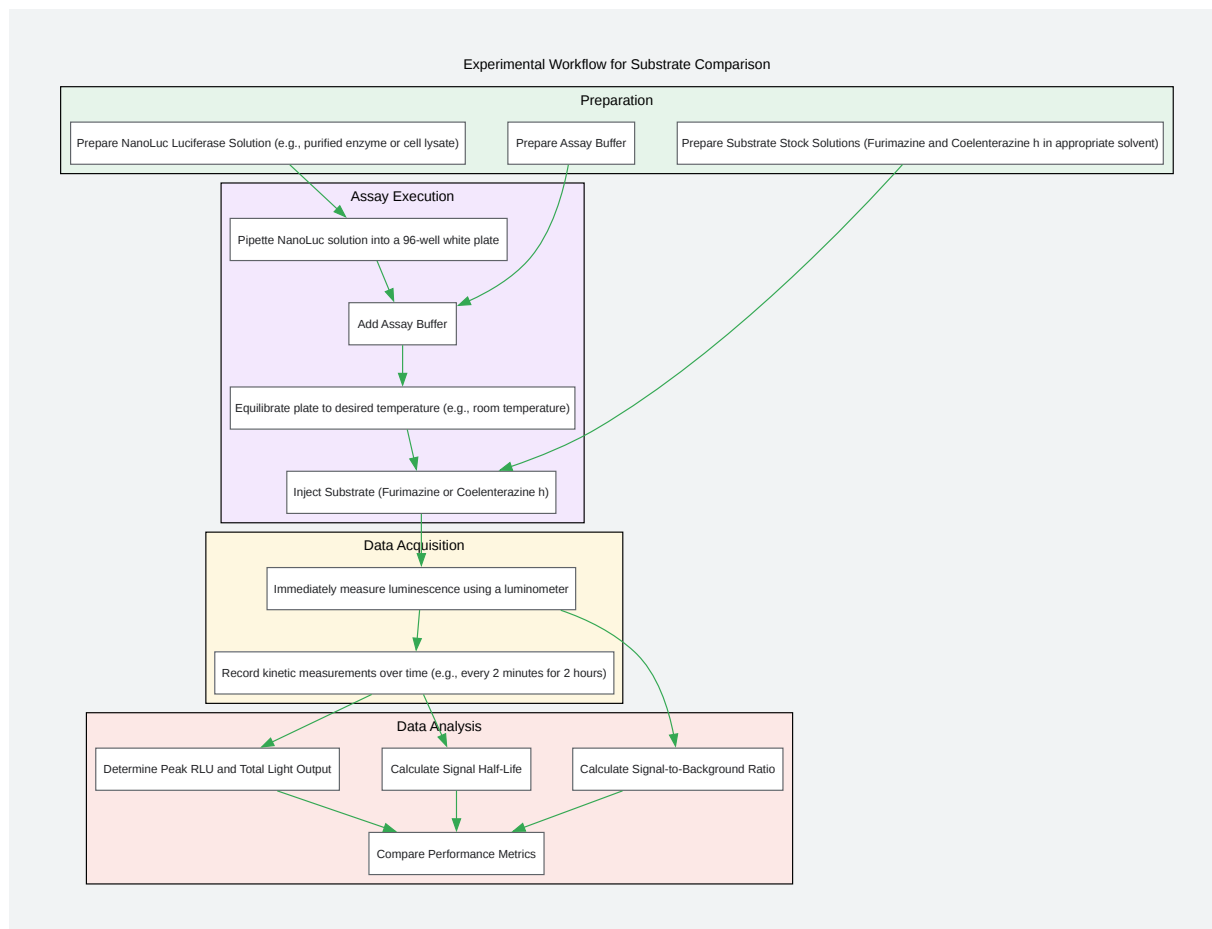 Experimental Workflow for Substrate Comparison
Preparation
Prepare NanoLuc Luciferase Solution (e.g., purified enzyme or cell lysate)
Prepare Assay Buffer
Prepare Substrate Stock Solutions (Furimazine and Coelenterazine h in appropriate solvent)
Assay Execution
Pipette NanoLuc solution into a 96-well white plate
Add Assay Buffer
Equilibrate plate to desired temperature (e.g., room temperature)
Inject Substrate (Furimazine or Coelenterazine h)
Data Acquisition
Immediately measure luminescence using a luminometer
Record kinetic measurements over time (e.g., every 2 minutes for 2 hours)
Data Analysis
Determine Peak RLU and Total Light Output
Calculate Signal Half-Life
Calculate Signal-to-Background Ratio
Compare Performance Metrics